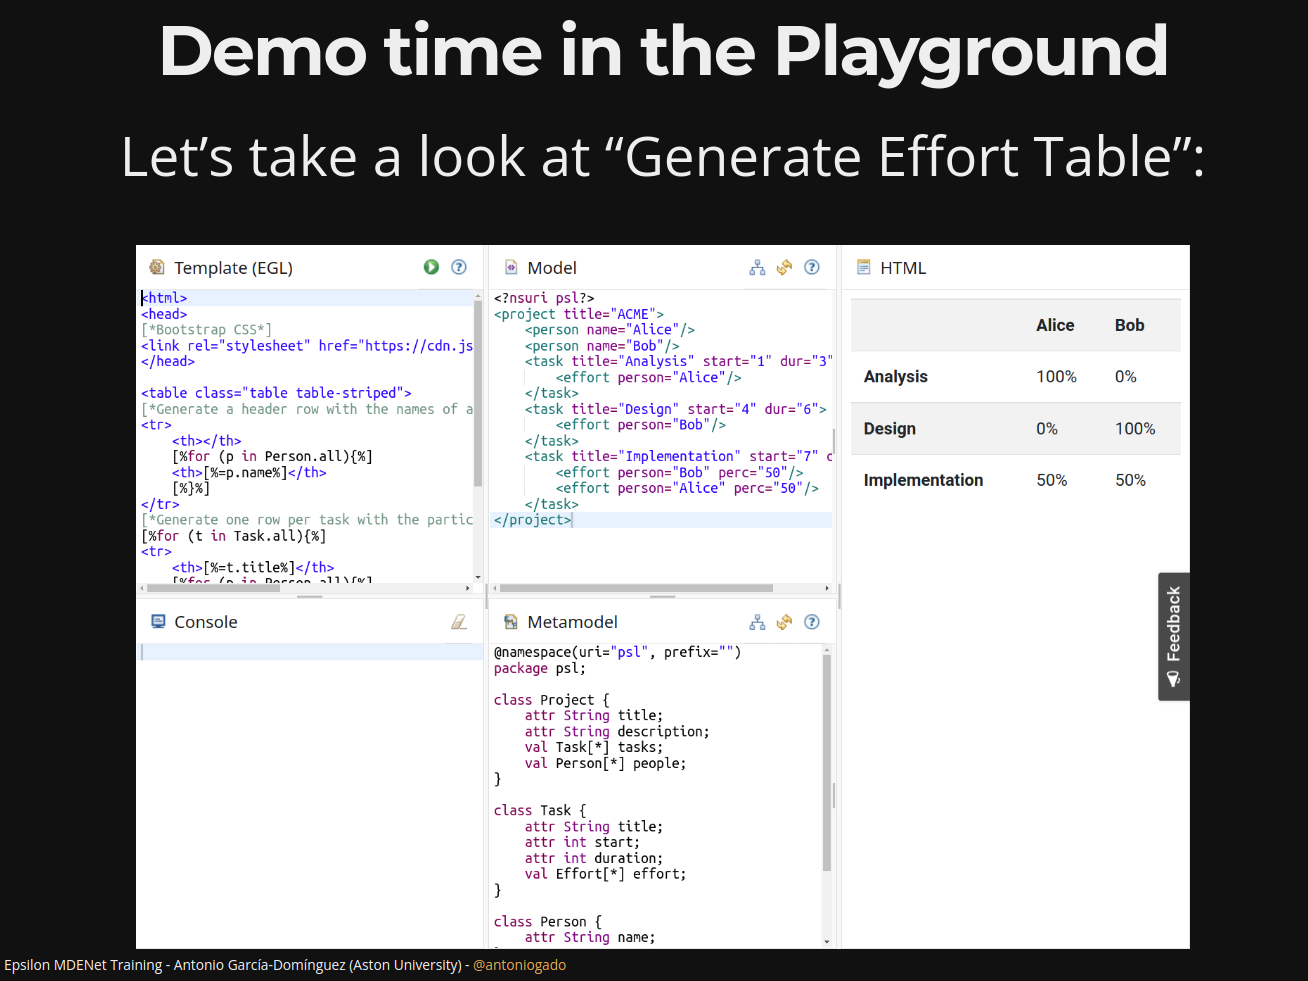 Demo time in the Playground
Let’s take a look at “Generate Effort Table”:
Template (EGL)
<html>
<head>
[*Bootstrap CSS*]
<link rel="stylesheet" href="https://cdn.js
</head>
<table class="table table-striped">
[*Generate a header row with the names of a
<tr>
<th></th>
[%for (p in Person.all){%]
<th>[%=p.name%]</th>
[%}%]
</tr>
[*Generate one row per task with the partic
[%for (t in Task.all){%]
<tr>
<th>[%=t.title%]</th>
[%for (p in Person.all){%]
Console
Model
<?nsuri psl?>
<project title="ACME">
<person name="Alice"/>
<person name="Bob"/>
<task title="Analysis" start="1" dur="3"
<effort person="Alice"/>
</task>
<task title="Design" start="4" dur="6">
<effort person="Bob"/>
</task>
<task title="Implementation" start="7" d
<effort person="Bob" perc="50"/>
<effort person="Alice" perc="50"/>
</task>
</project>
Metamodel
@namespace(uri="psl", prefix="")
package psl;
class Project {
attr String title;
attr String description;
val Task[*] tasks;
val Person[*] people;
}
class Task {
attr String title;
attr int start;
attr int duration;
val Effort[*] effort;
}
class Person {
attr String name;
HTML
Alice Bob
Analysis 100% 0%
Design 0% 100%
Implementation 50% 50%
Feedback
Epsilon MDENet Training - Antonio García-Domínguez (Aston University) - @antoniogado